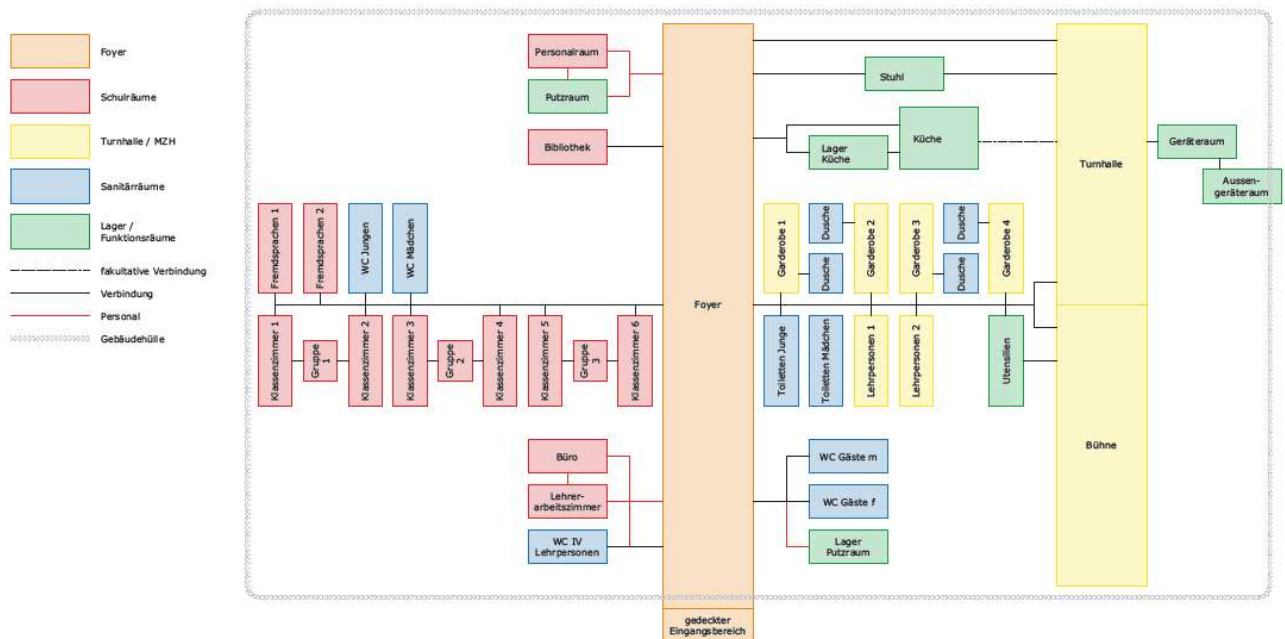 Foyer
Schulräume
Turnhalle / MZH
Sanitärräume
Lager /
Funktionsräume
fakultative Verbindung
Verbindung
Personal
Gebäudehülle
Personalraum
Putzraum
Bibliothek
Fremdsprachen 1
Fremdsprachen 2
WC Jungen
WC Mädchen
Klassenzimmer 1
Gruppe
1
Klassenzimmer 2
Klassenzimmer 3
Gruppe
2
Klassenzimmer 4
Klassenzimmer 5
Gruppe
3
Klassenzimmer 6
Büro
Lehrer-
arbeitszimmer
WC IV
Lehrpersonen
Foyer
gedeckter
Eingangsbereich
Stuhl
Küche
Lager
Küche
Garderobe 1
Dusche
Dusche
Garderobe 2
Garderobe 3
Dusche
Dusche
Garderobe 4
Toiletten Junge
Toiletten Mädchen
Lehrpersonen 1
Lehrpersonen 2
Utensilien
WC Gäste m
WC Gäste f
Lager
Putzraum
Turnhalle
Bühne
Geräteraum
Aussen-
geräteraum